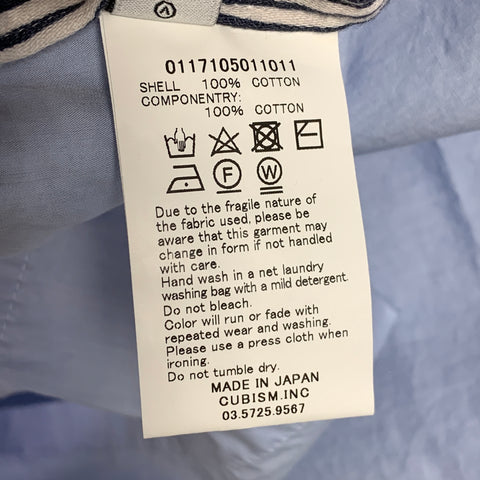 0117105011011
SHELL 100% COTTON
COMPONENTRY:
100% COTTON
F W
Due to the fragile nature of
the fabric used, please be
aware that this garment may
change in form if not handled
with care.
Hand wash in a net laundry
washing bag with a mild detergent.
Do not bleach.
Color will run or fade with
repeated wear and washing.
Please use a press cloth when
ironing.
Do not tumble dry.
MADE IN JAPAN
CUBISM.INC
03.5725.9567